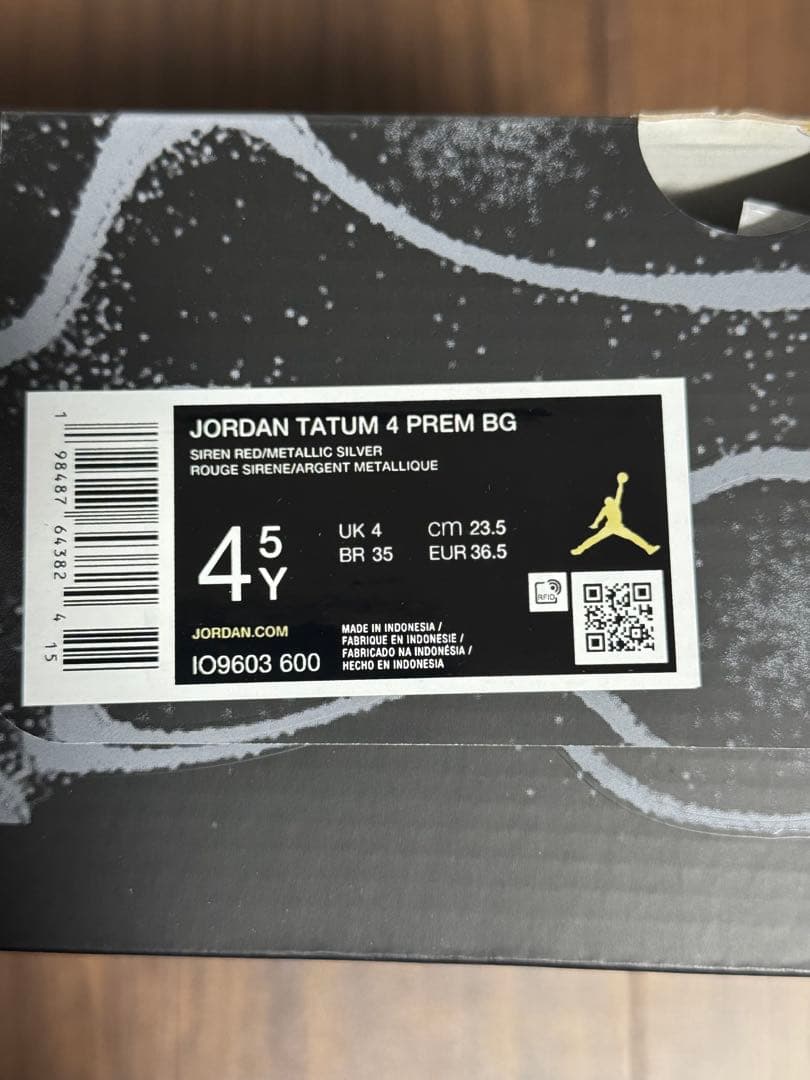 JORDAN TATUM 4 PREM BG
SIREN RED/METALLIC SILVER
ROUGE SIRENE/ARGENT METALLIQUE
4 5 Y
UK 4 CM 23.5
BR 35 EUR 36.5
RFID
JORDAN.COM
IO9603 600
MADE IN INDONESIA /
FABRIQUE EN INDONESIE /
FABRICADO NA INDONÉSIA /
HECHO EN INDONESIA
1 98487 64382 4 15